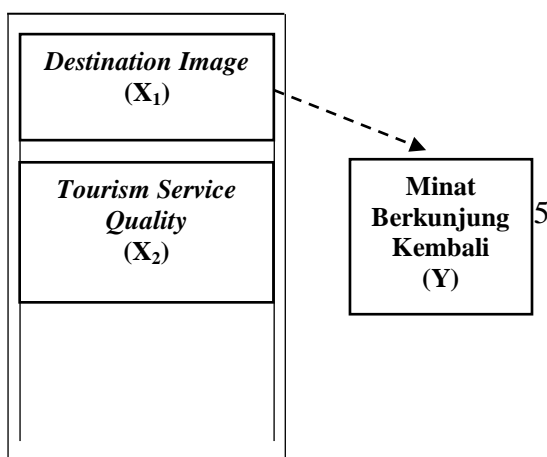 Destination Image
(X₁)
Tourism Service
Quality
(X₂)
Minat
Berkunjung
Kembali
(Y)
5